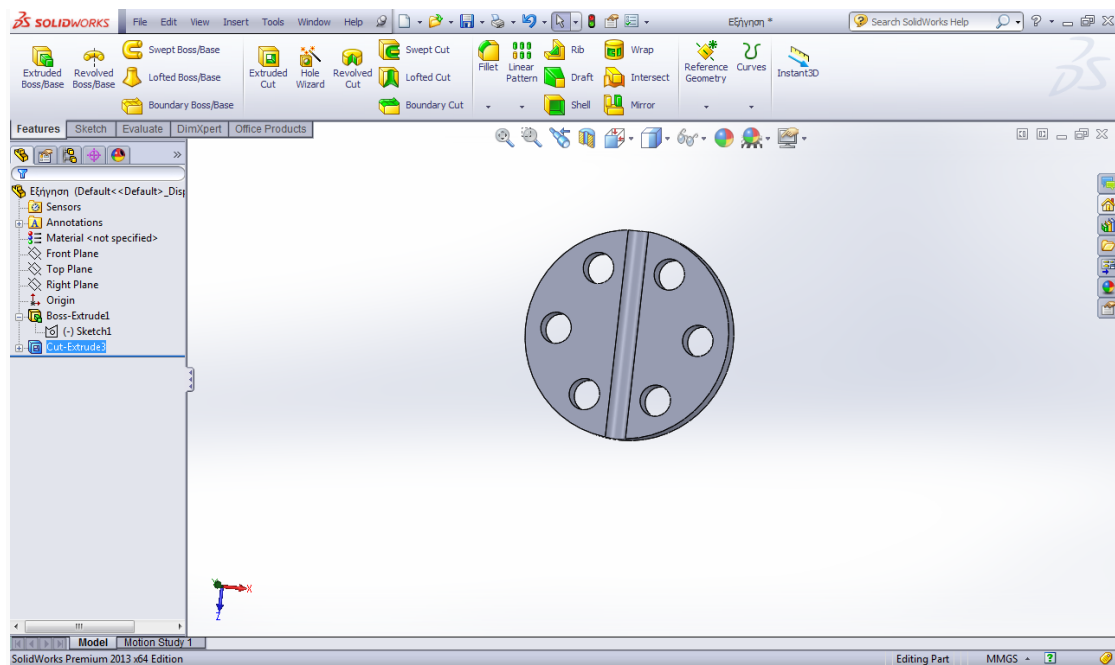 SOLIDWORKS File Edit View Insert Tools Window Help Εξήγηση * Search SolidWorks Help
Extruded Boss/Base
Revolved Boss/Base
Swept Boss/Base
Lofted Boss/Base
Boundary Boss/Base
Extruded Cut
Hole Wizard
Revolved Cut
Swept Cut
Lofted Cut
Boundary Cut
Fillet
Linear Pattern
Rib
Draft
Shell
Wrap
Intersect
Mirror
Reference Geometry
Curves
Instant3D
Features Sketch Evaluate DimXpert Office Products
Εξήγηση (Default<<Default>_Disp
Sensors
Annotations
Material <not specified>
Front Plane
Top Plane
Right Plane
Origin
Boss-Extrude1
(-) Sketch1
Cut-Extrude3
X
Z
Model Motion Study 1
SolidWorks Premium 2013 x64 Edition Editing Part MMGS